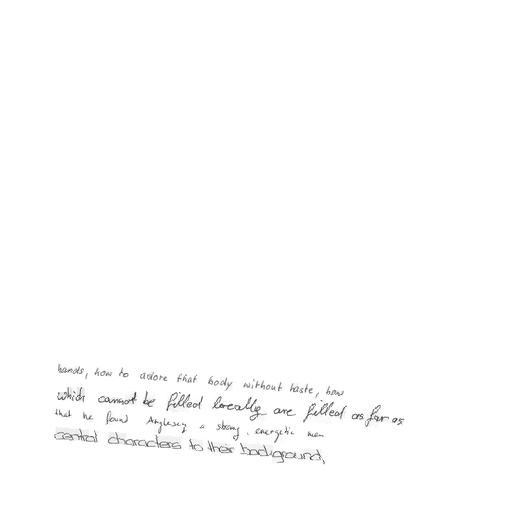 hands, how to adore that body without haste, how
which cannot be filled locally are filled as far as
that he found Anglesey a strong, energetic man
central characters to their background,